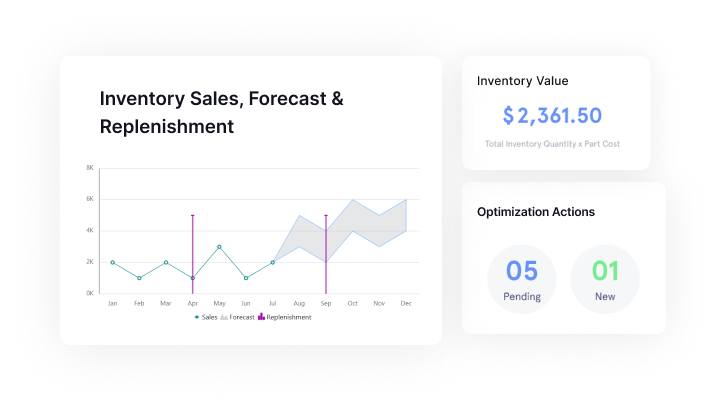 Inventory Sales, Forecast &
Replenishment
8K
6K
4K
2K
0K
Jan Feb Mar Apr May Jun Jul Aug Sep Oct Nov Dec
Sales Forecast Replenishment
Inventory Value
$2,361.50
Total Inventory Quantity x Part Cost
Optimization Actions
05 01
Pending New